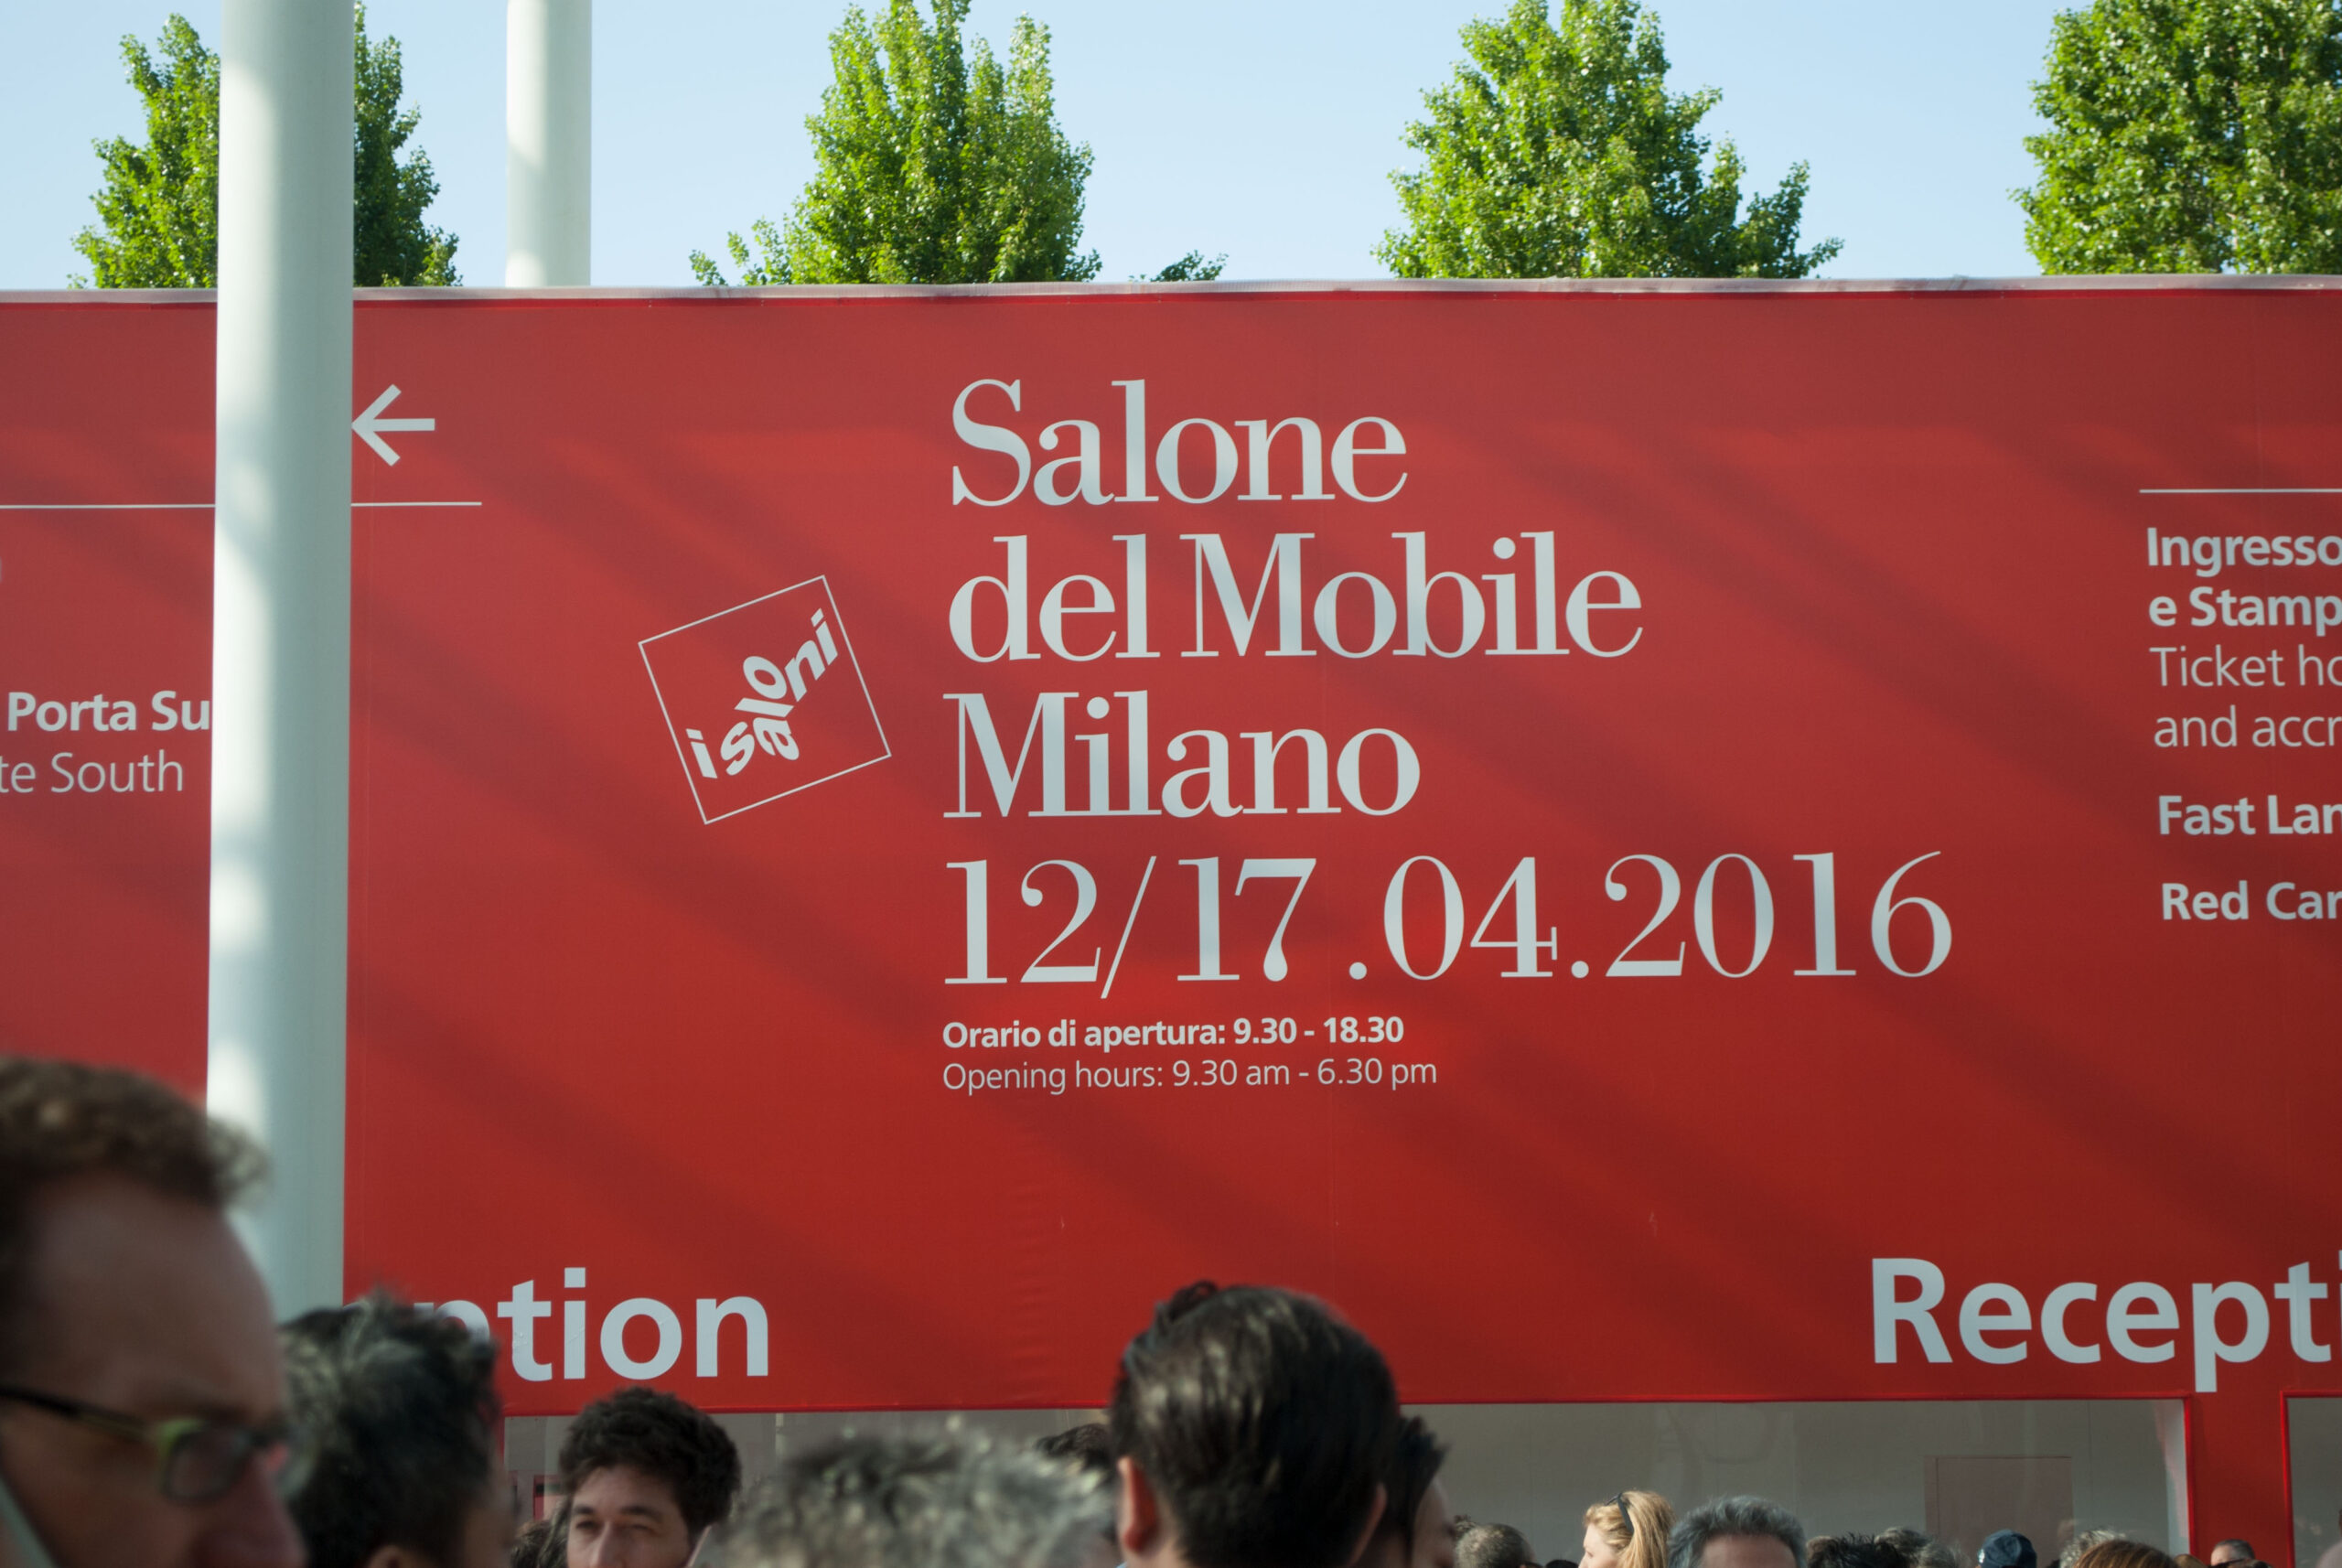 Porta Su
te South
i saloni
Salone
del Mobile
Milano
12/17.04.2016
Orario di apertura: 9.30 - 18.30
Opening hours: 9.30 am - 6.30 pm
Ingresso
e Stamp
Ticket ho
and accr
Fast Lan
Red Car
ption
Recepti